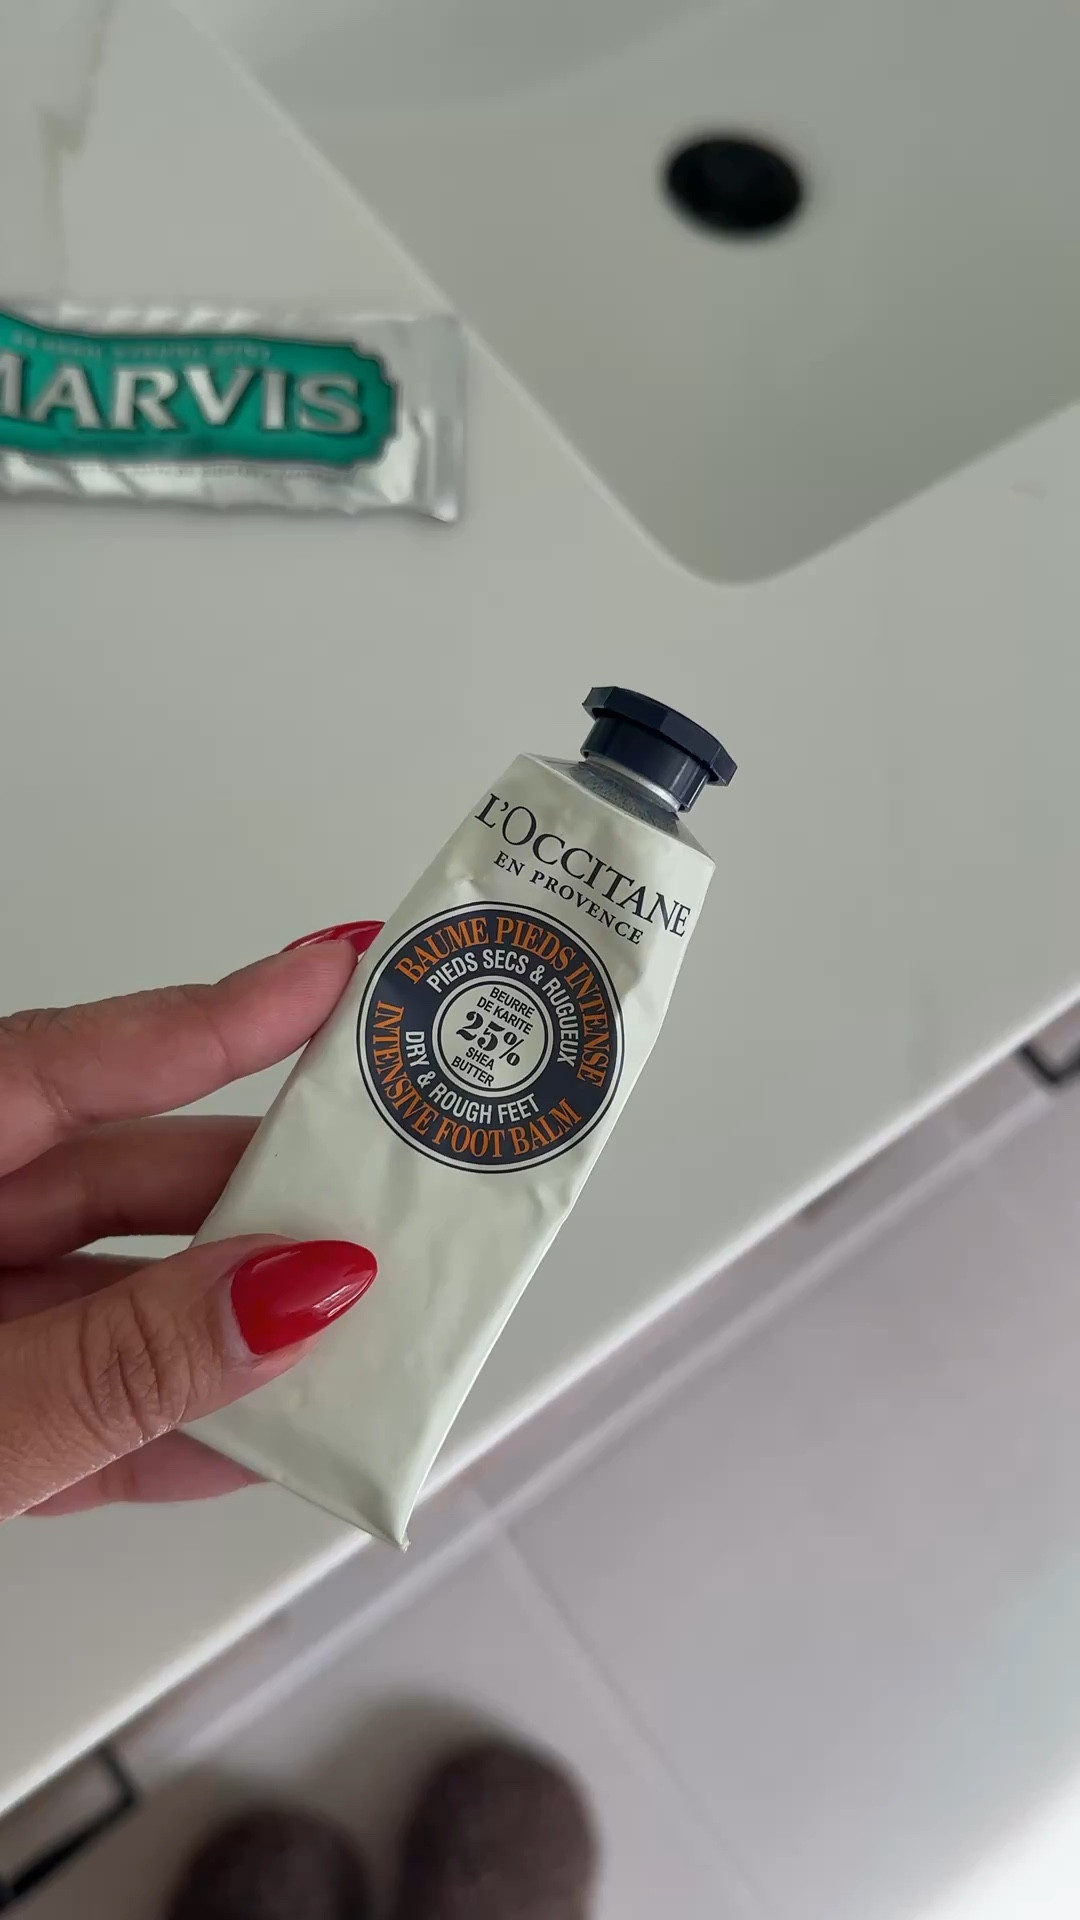 MARVIS
L'OCCITANE
EN PROVENCE
BAUME PIEDS INTENSE
PIEDS SECS & RUGUEUX
BEURRE
DE KARITE
25%
SHEA
BUTTER
DRY & ROUGH FEET
INTENSIVE FOOT BALM